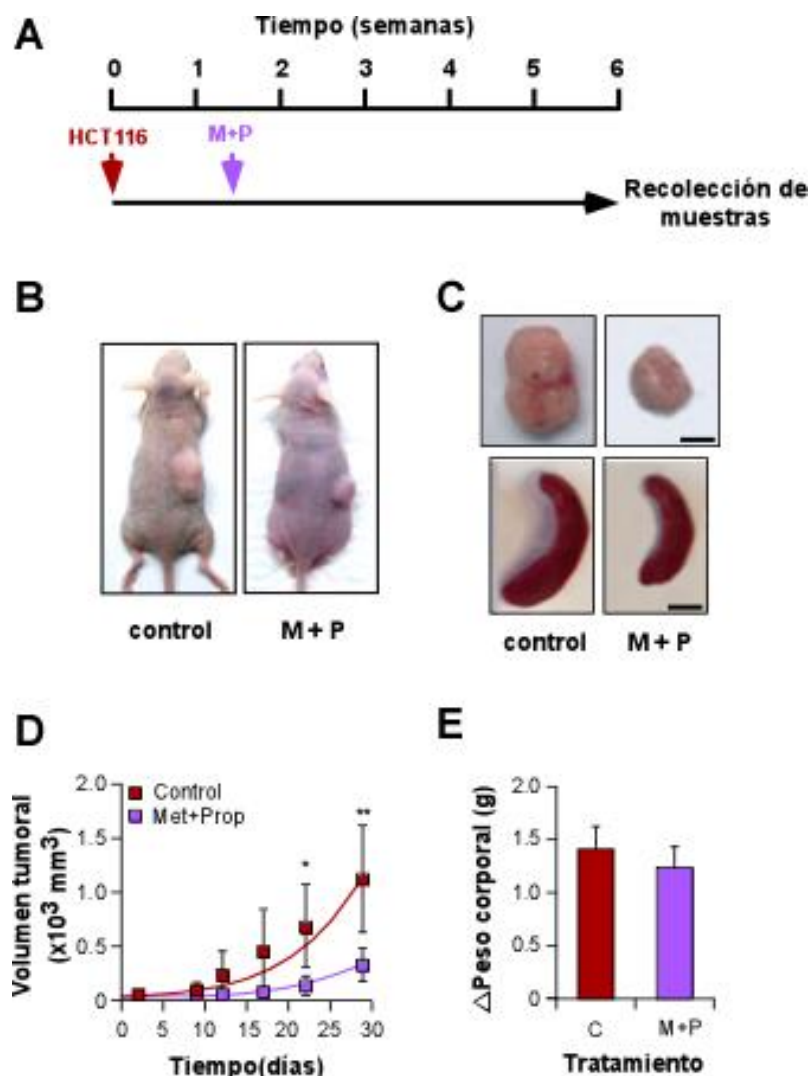 A
Tiempo (semanas)
0 1 2 3 4 5 6
HCT116 M+P
Recolección de
muestras
B
control M + P
C
control M + P
D
Volumen tumoral
(x10³ mm³)
2.0
1.5
1.0
0.5
0
Control
Met+Prop
*
**
0 5 10 15 20 25 30
Tiempo(días)
E
△Peso corporal (g)
2.0
1.5
1.0
1.5
0
C M+P
Tratamiento